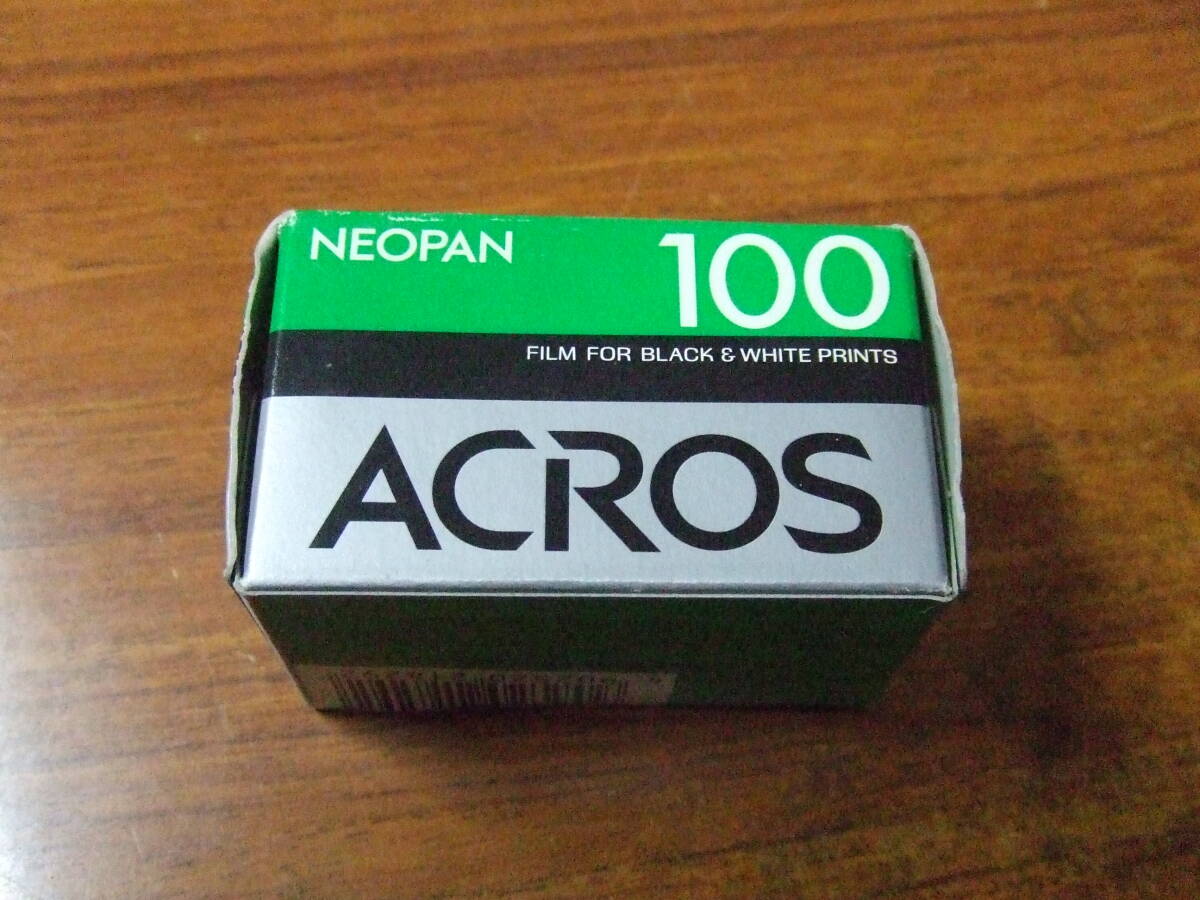 NEOPAN 100
FILM FOR BLACK & WHITE PRINTS
ACROS